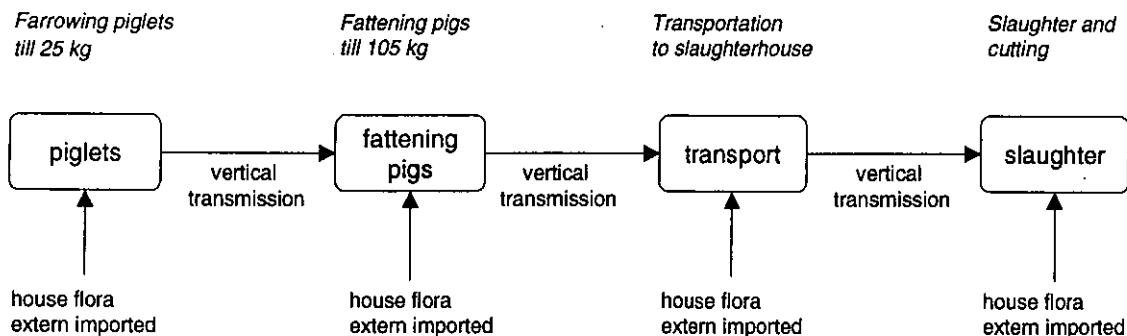 Farrowing piglets
till 25 kg
Fattening pigs
till 105 kg
Transportation
to slaughterhouse
Slaughter and
cutting
piglets
vertical
transmission
fattening
pigs
vertical
transmission
transport
vertical
transmission
slaughter
house flora
extern imported
house flora
extern imported
house flora
extern imported
house flora
extern imported